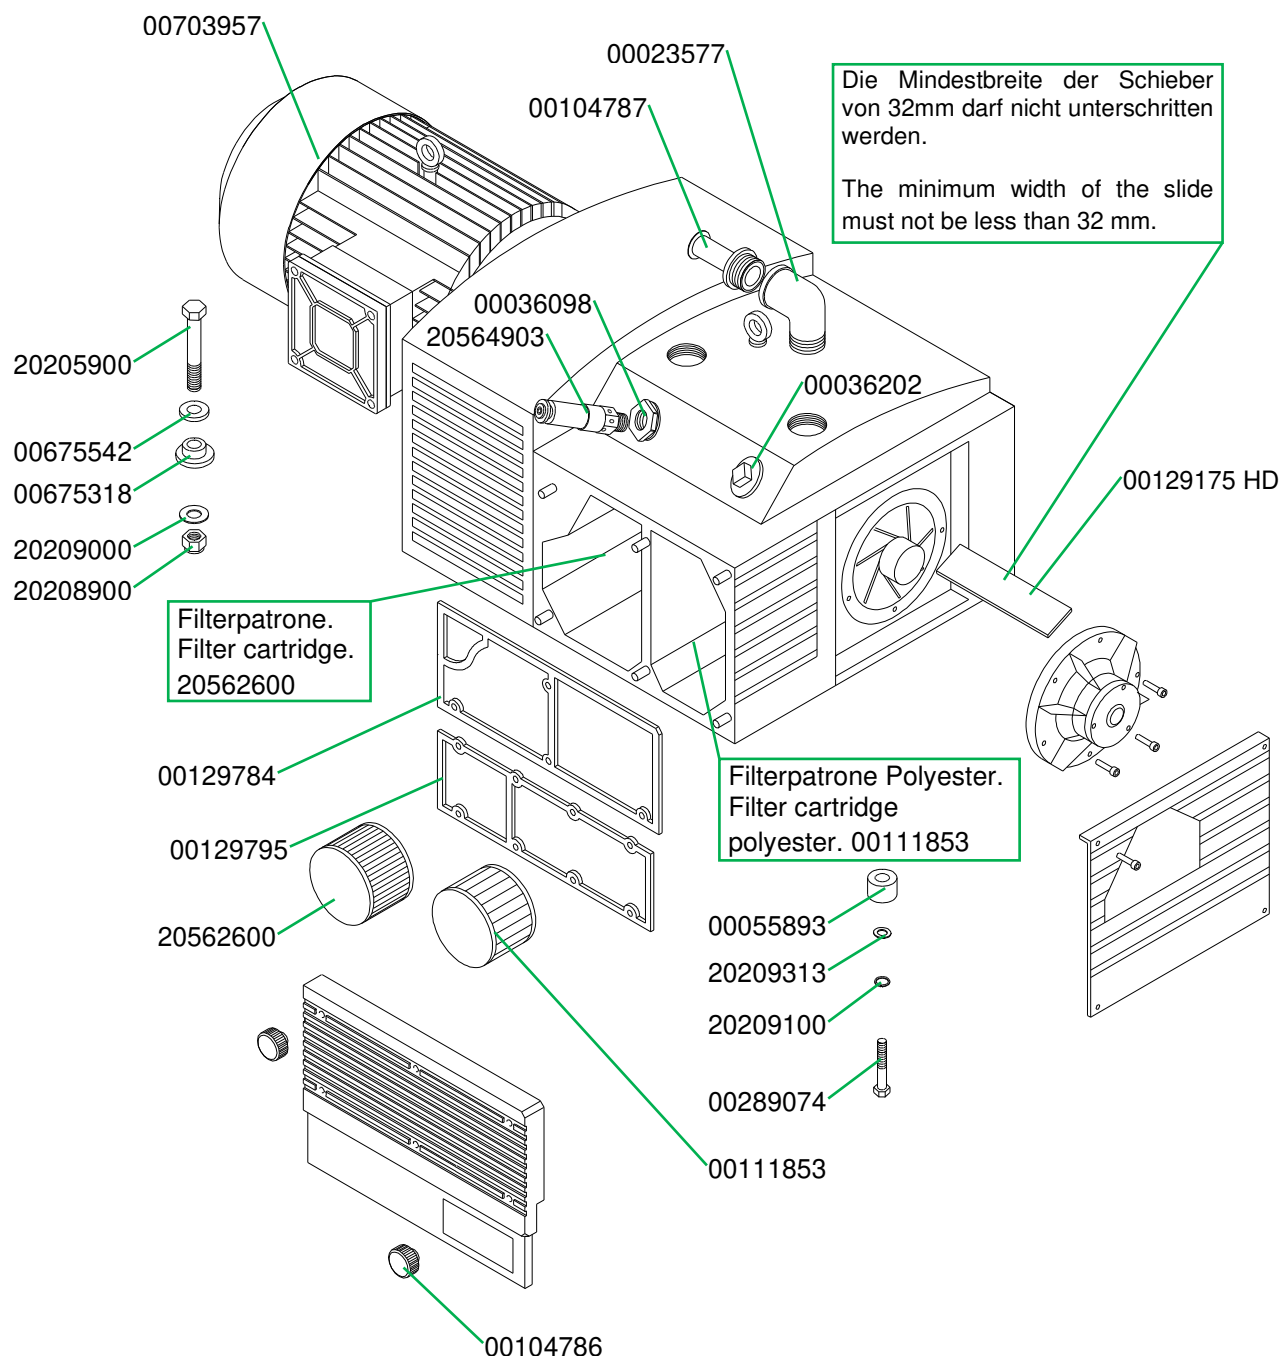 00703957
00023577
00104787
Die Mindestbreite der Schieber
von 32mm darf nicht unterschritten
werden.
The minimum width of the slide
must not be less than 32 mm.
00036098
20564903
20205900
00036202
00675542
00129175 HD
00675318
20209000
20208900
Filterpatrone.
Filter cartridge.
20562600
00129784
Filterpatrone Polyester.
Filter cartridge
polyester. 00111853
00129795
20562600
00055893
20209313
20209100
00289074
00111853
00104786